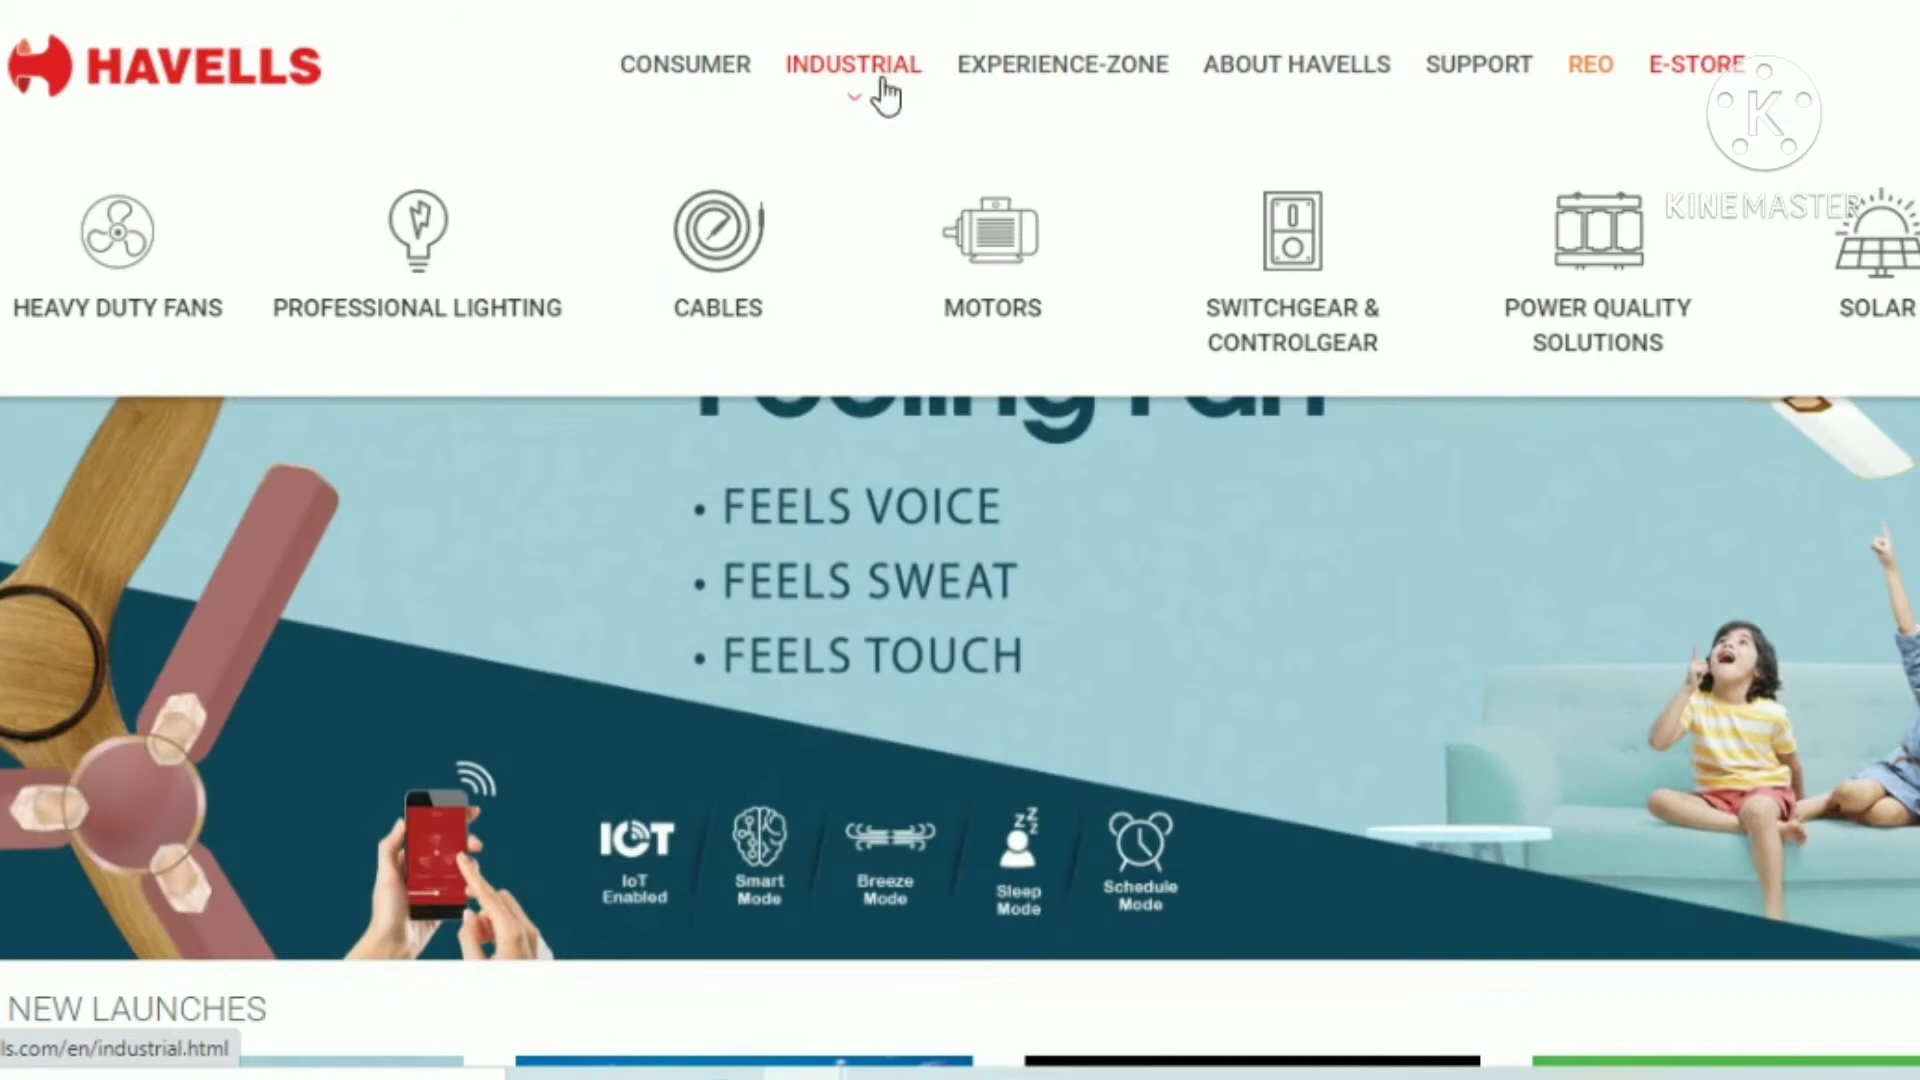 HAVELLS
CONSUMER INDUSTRIAL EXPERIENCE-ZONE ABOUT HAVELLS SUPPORT REO E-STORE
K
KINEMASTER
HEAVY DUTY FANS PROFESSIONAL LIGHTING CABLES MOTORS SWITCHGEAR & CONTROLGEAR POWER QUALITY SOLUTIONS SOLAR
• FEELS VOICE
• FEELS SWEAT
• FEELS TOUCH
IoT
IoT Enabled
Smart Mode
Breeze Mode
zzZZ
Sleep Mode
Schedule Mode
NEW LAUNCHES
ls.com/en/industrial.html